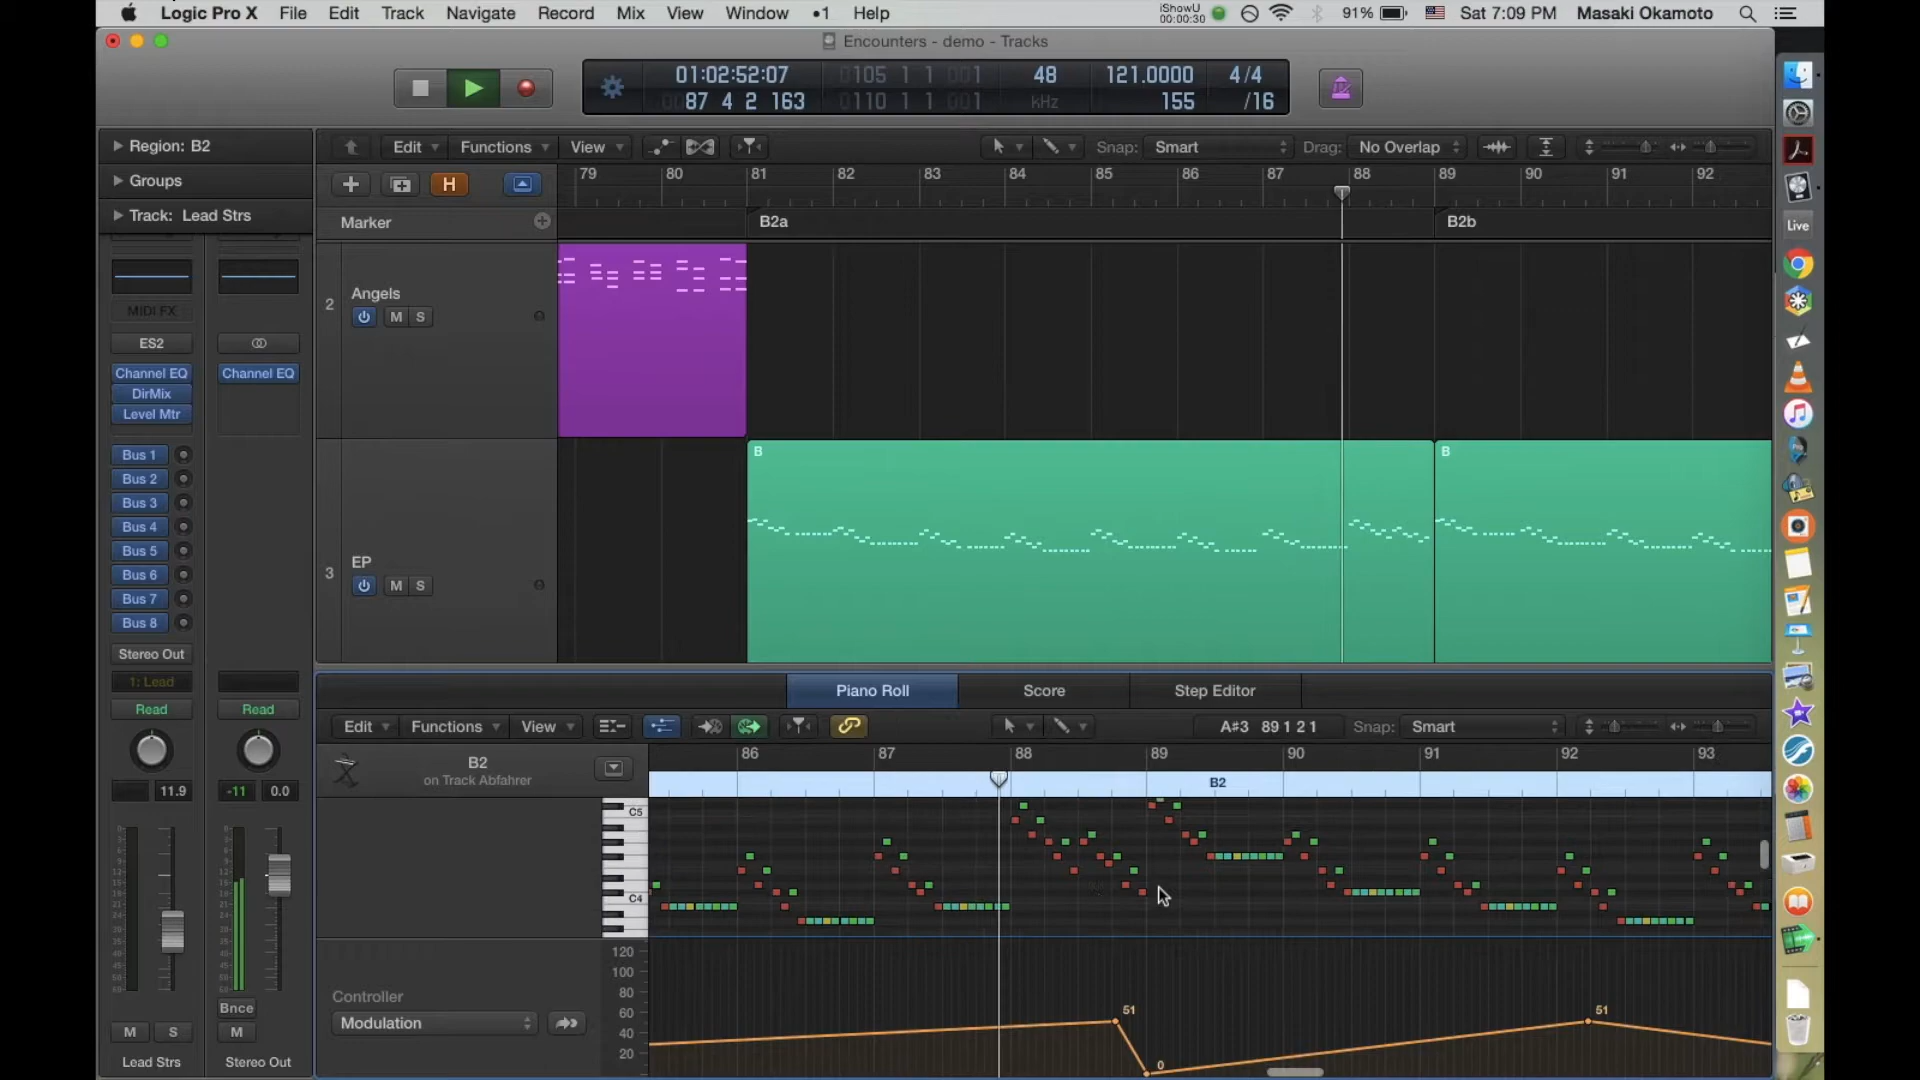 Logic Pro X File Edit Track Navigate Record Mix View Window •1 Help iShowU 00:00:30 91% Sat 7:09 PM Masaki Okamoto
Encounters - demo - Tracks
01:02:52:07 0105 1 1 001 48 121.0000 4/4
87 4 2 163 0110 1 1 001 kHz 155 /16
Region: B2
Edit Functions View Snap: Smart Drag: No Overlap
Groups
H
79 80 81 82 83 84 85 86 87 88 89 90 91 92
Track: Lead Strs
Marker
B2a
B2b
2
Angels
M S
MIDI FX
ES2
Channel EQ
Channel EQ
DirMix
Level Mtr
Live
B
B
3
EP
M S
Bus 1
Bus 2
Bus 3
Bus 4
Bus 5
Bus 6
Bus 7
Bus 8
Stereo Out
1: Lead
Read
Read
11.9
-11
0.0
Piano Roll Score Step Editor
Edit Functions View A#3 89 1 2 1 Snap: Smart
B2
on Track Abfahrer
86 87 88 89 90 91 92 93
B2
C5
C4
120
100
80
60
40
20
Controller
Modulation
51
0
51
Bnce
M S
M
Lead Strs
Stereo Out